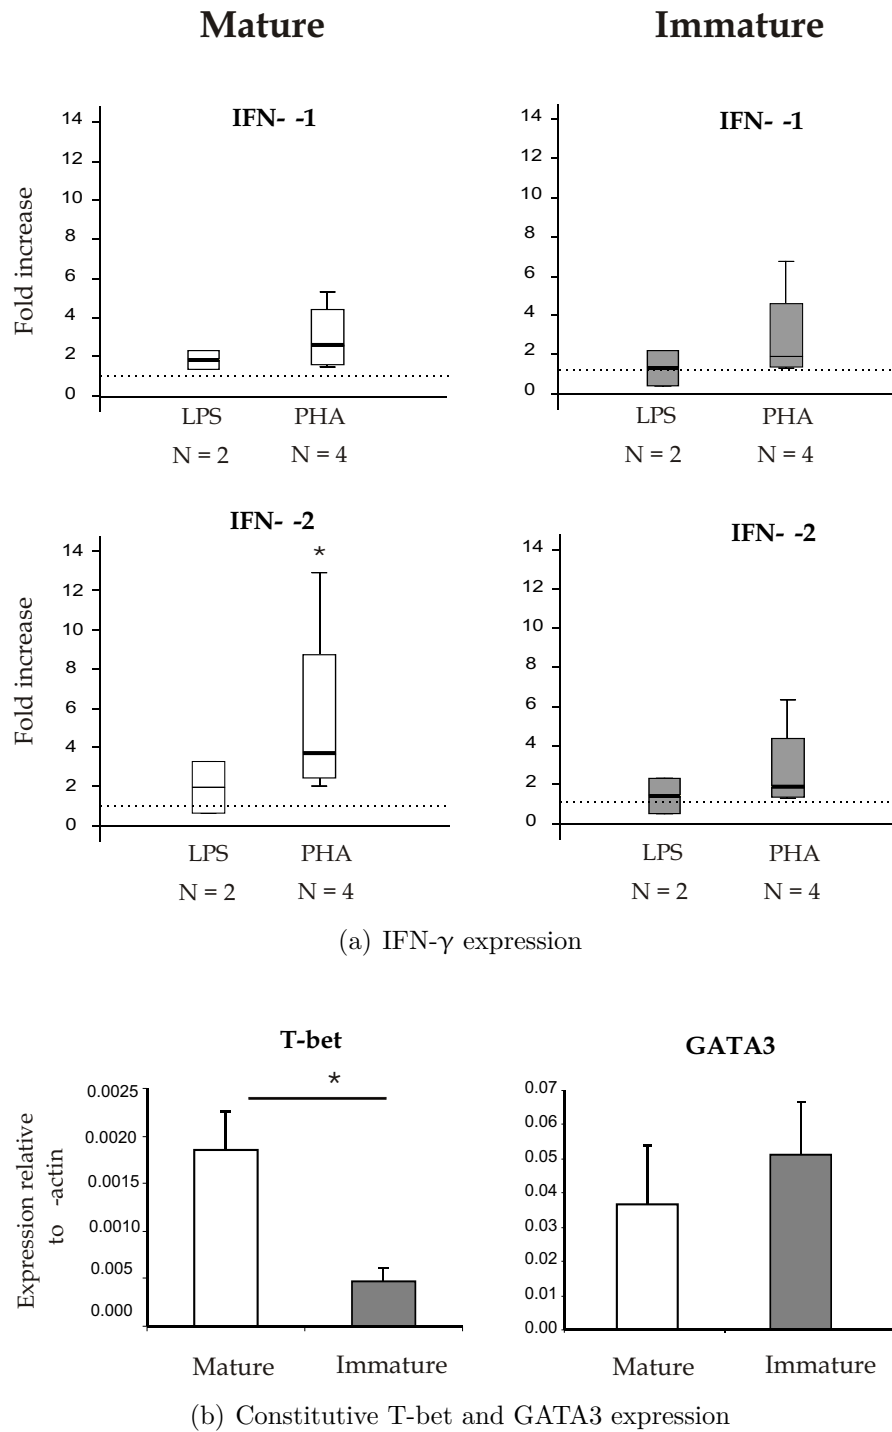 Mature
Immature
IFN- -1
Fold increase
14
12
10
8
6
4
2
0
LPS
PHA
N = 2
N = 4
IFN- -1
14
12
10
8
6
4
2
0
LPS
PHA
N = 2
N = 4
IFN- -2
Fold increase
14
12
10
8
6
4
2
0
*
LPS
PHA
N = 2
N = 4
IFN- -2
14
12
10
8
6
4
2
0
LPS
PHA
N = 2
N = 4
(a) IFN-γ expression
T-bet
Expression relative
to -actin
0.0025
0.0020
0.0015
0.0010
0.005
0.000
*
Mature
Immature
GATA3
0.07
0.06
0.05
0.04
0.03
0.02
0.01
0.00
Mature
Immature
(b) Constitutive T-bet and GATA3 expression